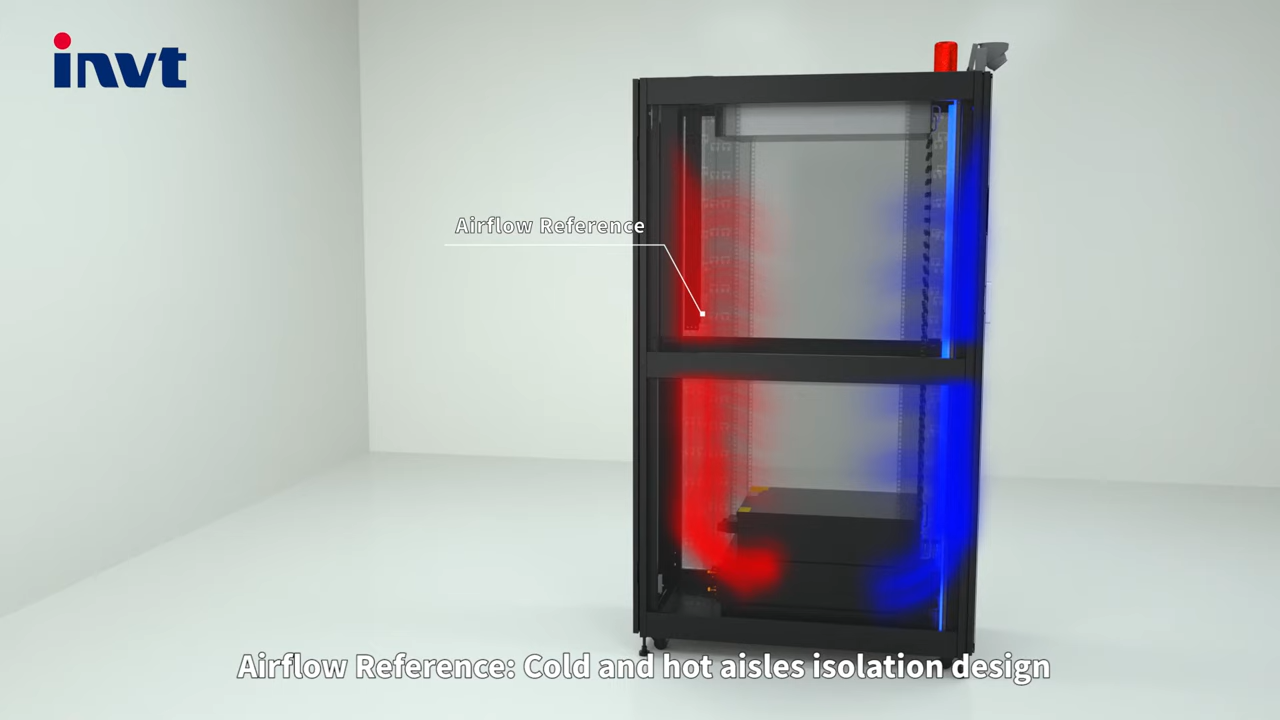 invt
Airflow Reference
Airflow Reference: Cold and hot aisles isolation design